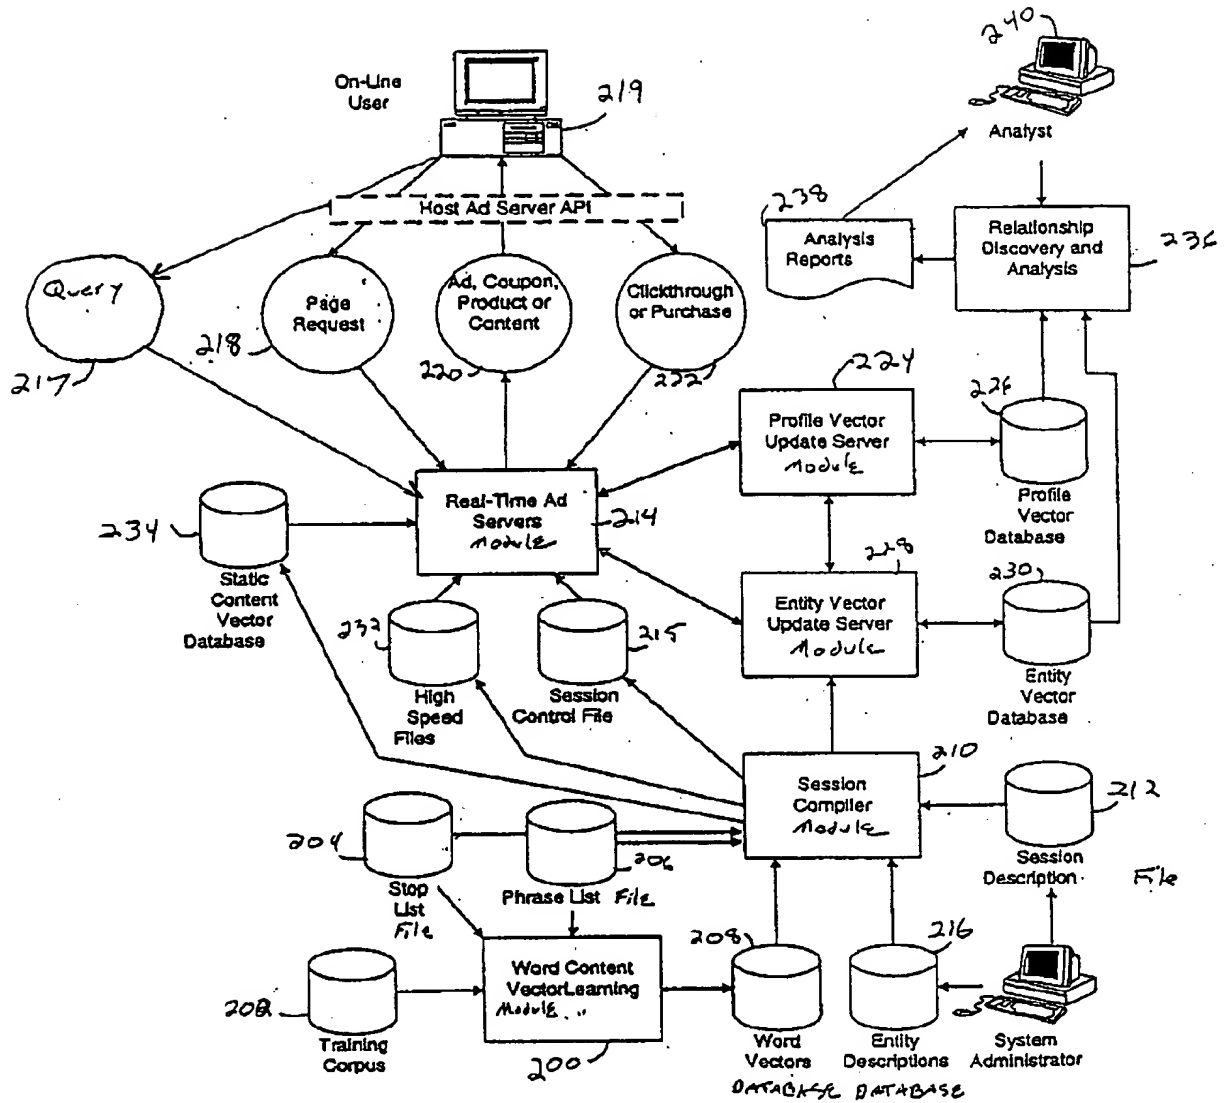 240
On-Line
User
219
Analyst
Host Ad Server API
238
Analysis
Reports
Relationship
Discovery and
Analysis
236
Query
217
Page
Request
218
Ad, Coupon,
Product or
Content
220
Clickthrough
or Purchase
222
224
Profile Vector
Update Server
Module
226
Profile
Vector
Database
234
Static
Content
Vector
Database
Real-Time Ad
Servers
Module
214
228
Entity Vector
Update Server
Module
230
Entity
Vector
Database
232
High
Speed
Files
215
Session
Control File
210
Session
Compiler
Module
212
Session
Description File
204
Stop
List
File
206
Phrase List File
208
Word
Vectors
DATABASE
216
Entity
Descriptions
DATABASE
System
Administrator
202
Training
Corpus
Word Content
VectorLearning
Module
200